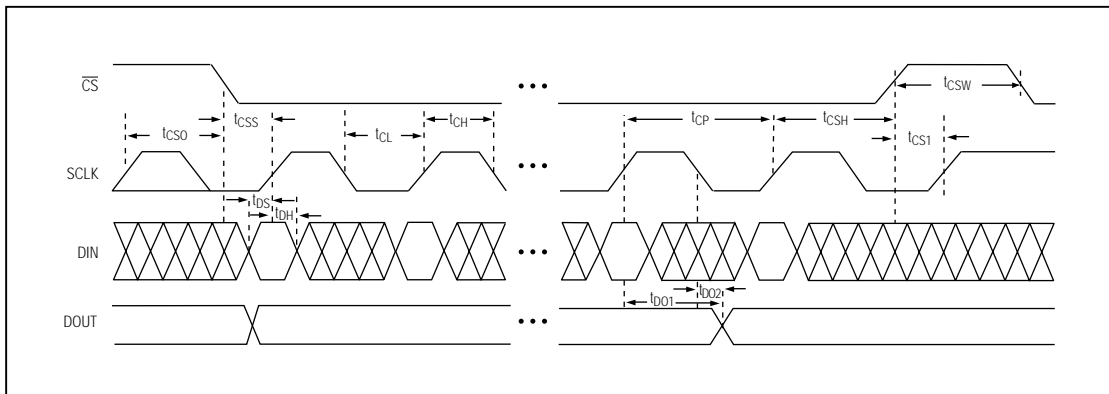 CS
tCSW
tCSS
tCSO
tCL
tCH
tCP
tCSH
tCS1
SCLK
tDS
tDH
DIN
tDO2
tDO1
DOUT